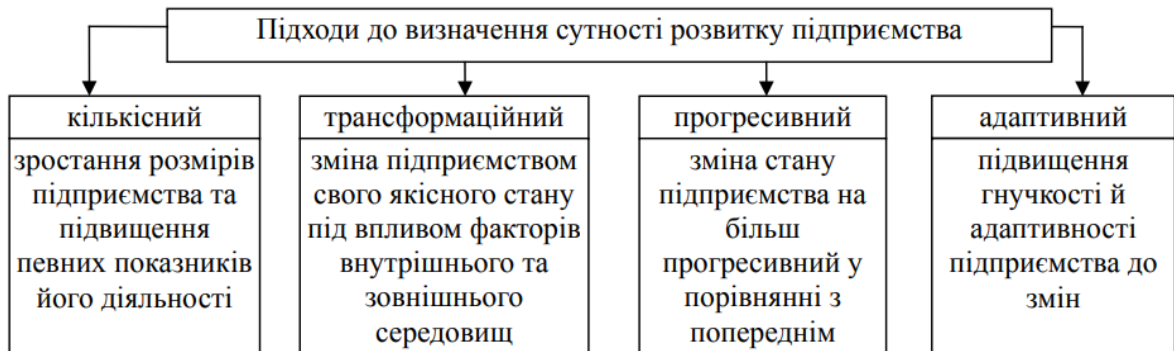 Підходи до визначення сутності розвитку підприємства
кількісний
зростання розмірів
підприємства та
підвищення
певних показників
його діяльності
трансформаційний
зміна підприємством
свого якісного стану
під впливом факторів
внутрішнього та
зовнішнього
середовищ
прогресивний
зміна стану
підприємства на
більш
прогресивний у
порівнянні з
попереднім
адаптивний
підвищення
гнучкості й
адаптивності
підприємства до
змін